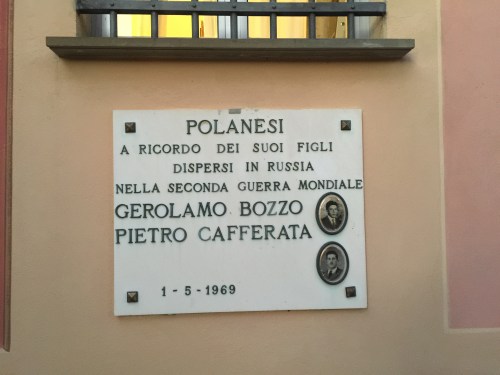 POLANESI
A RICORDO DEI SUOI FIGLI
DISPERSI IN RUSSIA
NELLA SECONDA GUERRA MONDIALE
GEROLAMO BOZZO
PIETRO CAFFERATA
1-5-1969